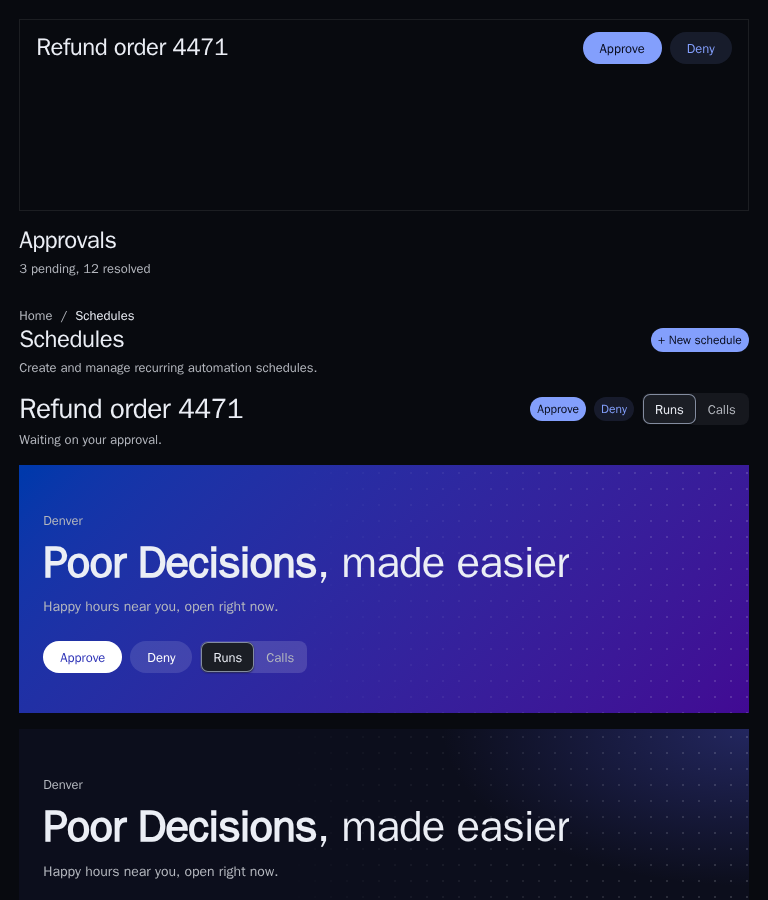 Refund order 4471
Approve Deny
Approvals
3 pending, 12 resolved
Home / Schedules
Schedules
+ New schedule
Create and manage recurring automation schedules.
Refund order 4471
Approve Deny Runs Calls
Waiting on your approval.
Denver
Poor Decisions, made easier
Happy hours near you, open right now.
Approve Deny Runs Calls
Denver
Poor Decisions, made easier
Happy hours near you, open right now.